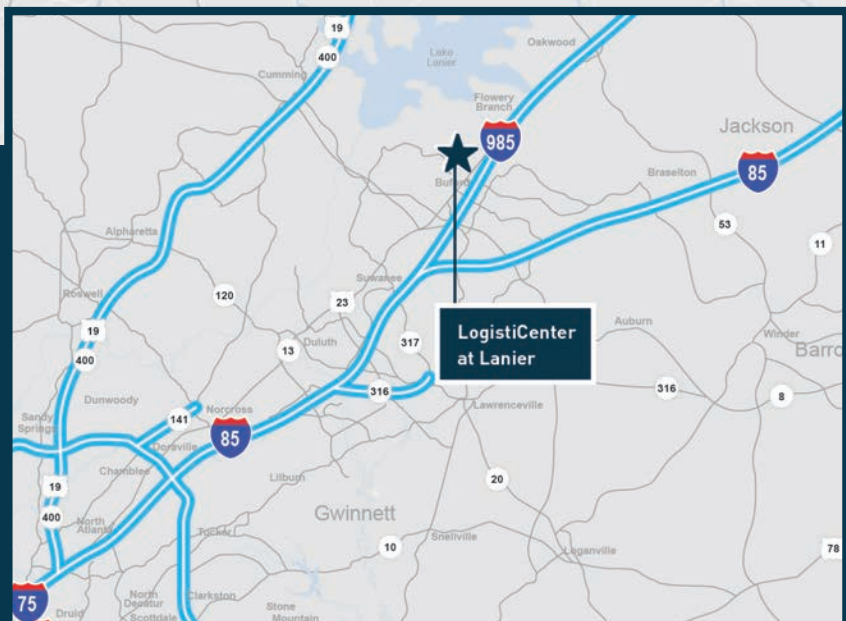 19
400
Cumming
Lake
Lanier
Oakwood
Flowery
Branch
985
Jackson
85
Braselton
Buford
53
11
Alpharetta
Suwanee
Roswell
120
23
19
400
13
Duluth
317
LogistiCenter
at Lanier
Auburn
Winder
Barro
316
316
8
Dunwoody
Sandy
Springs
141
Norcross
85
Doraville
Chamblee
Lawrenceville
19
400
North
Atlanta
Lilburn
20
Tucker
Gwinnett
10
Snellville
Loganville
78
75
Druid
North
Decatur
Scottdale
Clarkston
Stone
Mountain